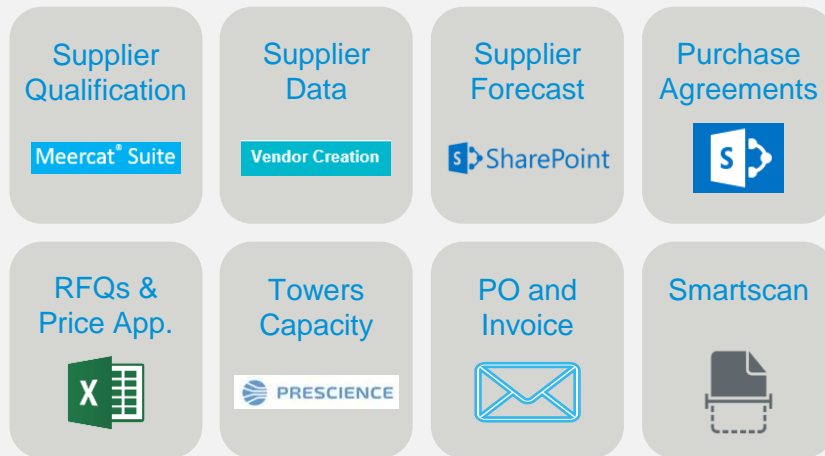 Supplier
Qualification
Meercat® Suite
Supplier
Data
Vendor Creation
Supplier
Forecast
S SharePoint
Purchase
Agreements
S
RFQs &
Price App.
X
Towers
Capacity
PRESCIENCE
PO and
Invoice
Smartscan